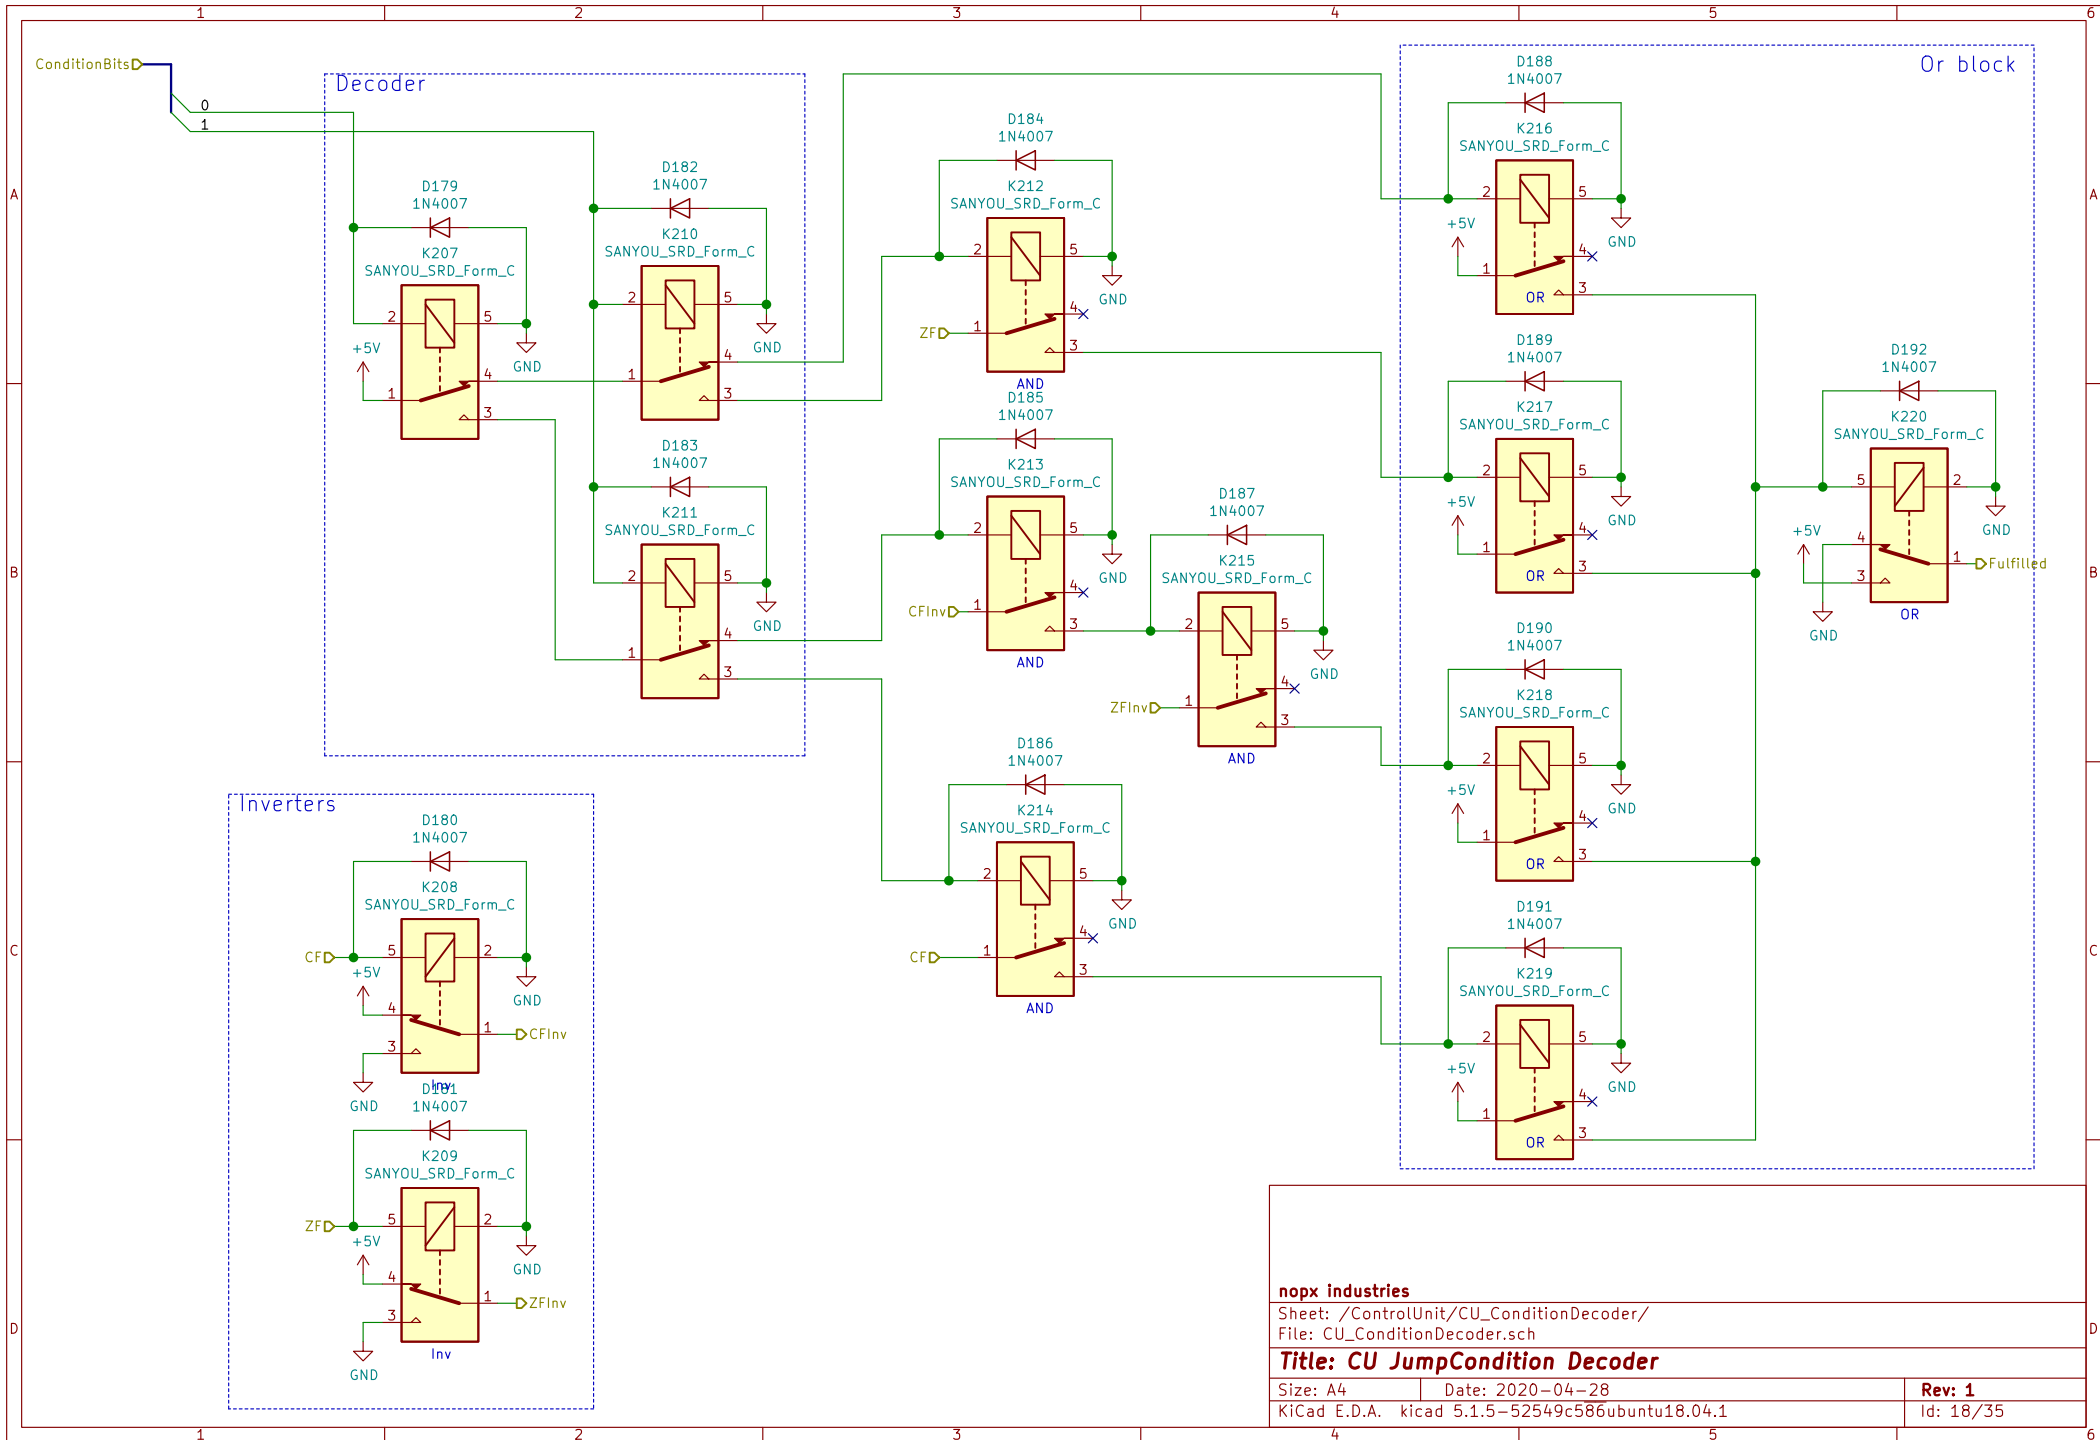 1 2 3 4 5 6
ConditionBits
0
1
Decoder
D179
1N4007
K207
SANYOU_SRD_Form_C
2 5
+5V
GND
4
1
3
D182
1N4007
K210
SANYOU_SRD_Form_C
2 5
GND
4
1
3
D183
1N4007
K211
SANYOU_SRD_Form_C
2 5
GND
4
1
3
Inverters
D180
1N4007
K208
SANYOU_SRD_Form_C
CF
5 2
+5V
GND
4
1
CFInv
3
GND
Inv
D181
1N4007
K209
SANYOU_SRD_Form_C
ZF
5 2
+5V
GND
4
1
ZFInv
3
GND
Inv
D184
1N4007
K212
SANYOU_SRD_Form_C
2 5
GND
4
ZF
1
3
AND
D185
1N4007
K213
SANYOU_SRD_Form_C
2 5
GND
4
CFInv
1
3
AND
D187
1N4007
K215
SANYOU_SRD_Form_C
2 5
GND
4
ZFInv
1
3
AND
D186
1N4007
K214
SANYOU_SRD_Form_C
2 5
GND
4
CF
1
3
AND
Or block
D188
1N4007
K216
SANYOU_SRD_Form_C
2 5
+5V
GND
4
1
3
OR
D189
1N4007
K217
SANYOU_SRD_Form_C
2 5
+5V
GND
4
1
3
OR
D190
1N4007
K218
SANYOU_SRD_Form_C
2 5
+5V
GND
4
1
3
OR
D191
1N4007
K219
SANYOU_SRD_Form_C
2 5
+5V
GND
4
1
3
OR
D192
1N4007
K220
SANYOU_SRD_Form_C
5 2
+5V
GND
4
1
Fulfilled
3
GND
OR
A A
B B
C C
D D
nopx industries
Sheet: /ControlUnit/CU_ConditionDecoder/
File: CU_ConditionDecoder.sch
Title: CU JumpCondition Decoder
Size: A4 Date: 2020-04-28 Rev: 1
KiCad E.D.A. kicad 5.1.5-52549c586ubuntu18.04.1 Id: 18/35
1 2 3 4 5 6